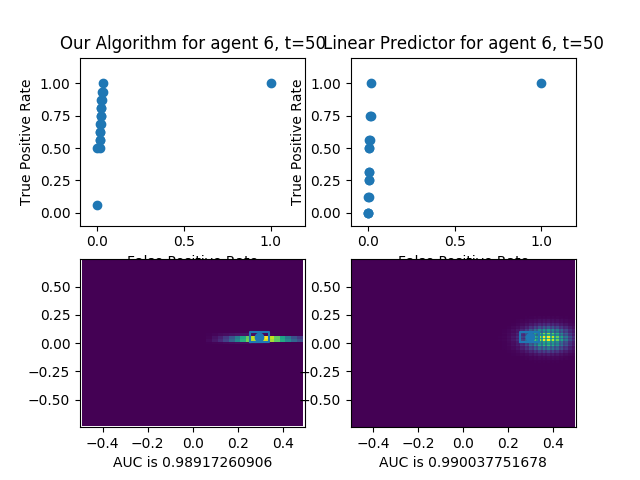 Our Algorithm for agent 6, t=50
Linear Predictor for agent 6, t=50
True Positive Rate
1.00
0.75
0.50
0.25
0.00
0.0 0.5 1.0
False Positive Rate
True Positive Rate
1.00
0.75
0.50
0.25
0.00
0.0 0.5 1.0
False Positive Rate
0.50
0.25
0.00
−0.25
−0.50
−0.4 −0.2 0.0 0.2 0.4
AUC is 0.98917260906
0.50
0.25
0.00
−0.25
−0.50
−0.4 −0.2 0.0 0.2 0.4
AUC is 0.990037751678